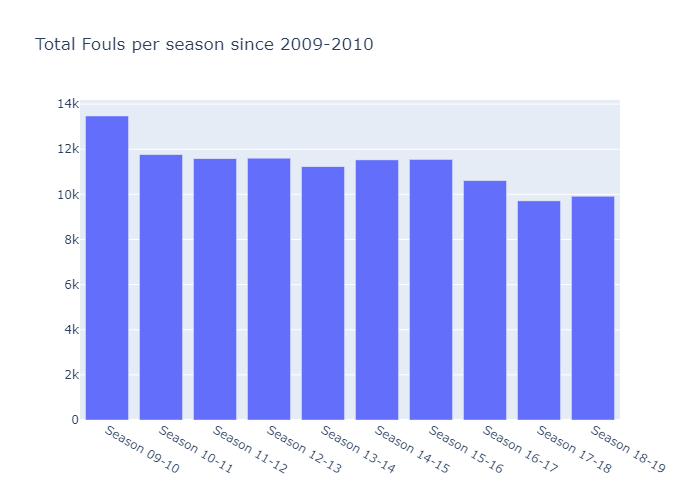 Total Fouls per season since 2009-2010
14k
12k
10k
8k
6k
4k
2k
0
Season 09-10
Season 10-11
Season 11-12
Season 12-13
Season 13-14
Season 14-15
Season 15-16
Season 16-17
Season 17-18
Season 18-19